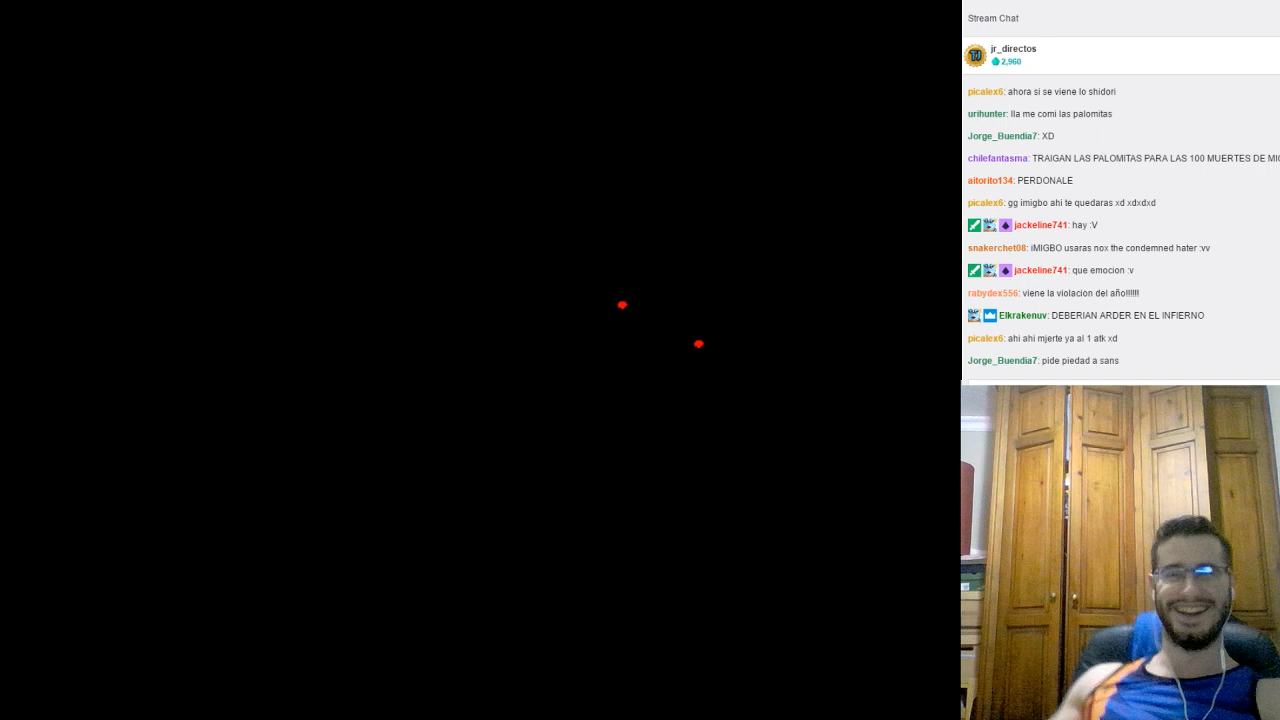 Stream Chat
jr_directos
2,960
picalex6: ahora si se viene lo shidori
urihunter: lla me comi las palomitas
Jorge_Buendia7: XD
chilefantasma: TRAIGAN LAS PALOMITAS PARA LAS 100 MUERTES DE MIG
aitorito134: PERDONALE
picalex6: gg imigbo ahi te quedaras xd xdxdxd
jackeline741: hay :V
snakerchet08: iMIGBO usaras nox the condemned hater :vv
jackeline741: que emocion :v
rabydex556: viene la violacion del año!!!!!!
Elkrakenuv: DEBERIAN ARDER EN EL INFIERNO
picalex6: ahi ahi mjerte ya al 1 atk xd
Jorge_Buendia7: pide piedad a sans